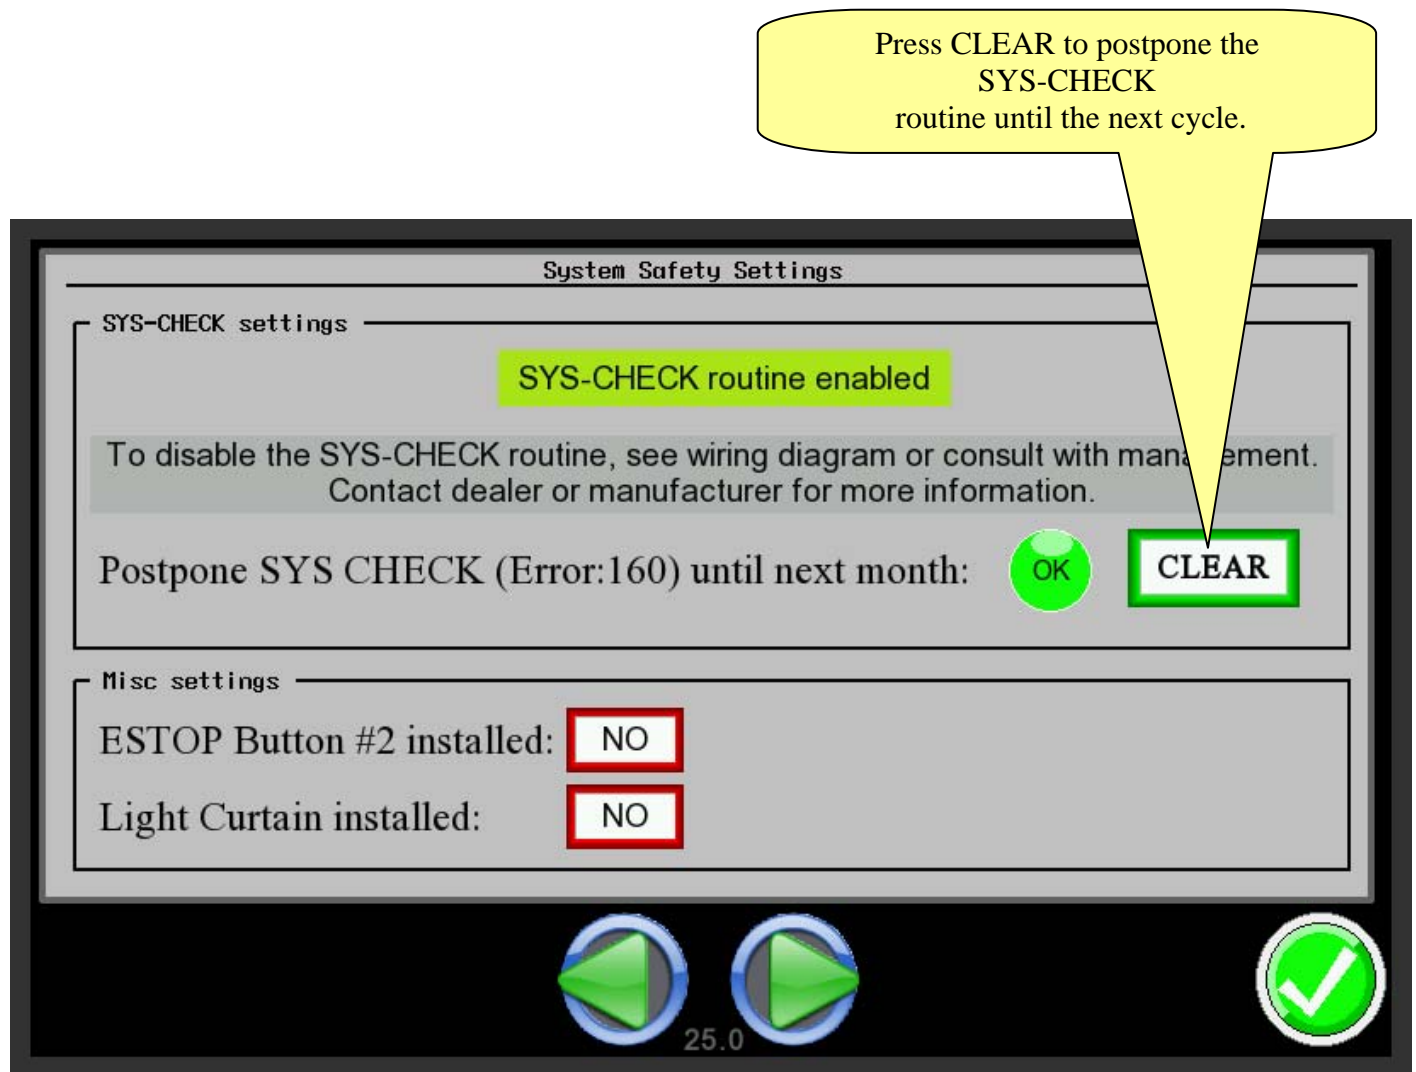 Press CLEAR to postpone the
SYS-CHECK
routine until the next cycle.
System Safety Settings
SYS-CHECK settings
SYS-CHECK routine enabled
To disable the SYS-CHECK routine, see wiring diagram or consult with man ement.
Contact dealer or manufacturer for more information.
Postpone SYS CHECK (Error:160) until next month: OK CLEAR
Misc settings
ESTOP Button #2 installed: NO
Light Curtain installed: NO
25.0